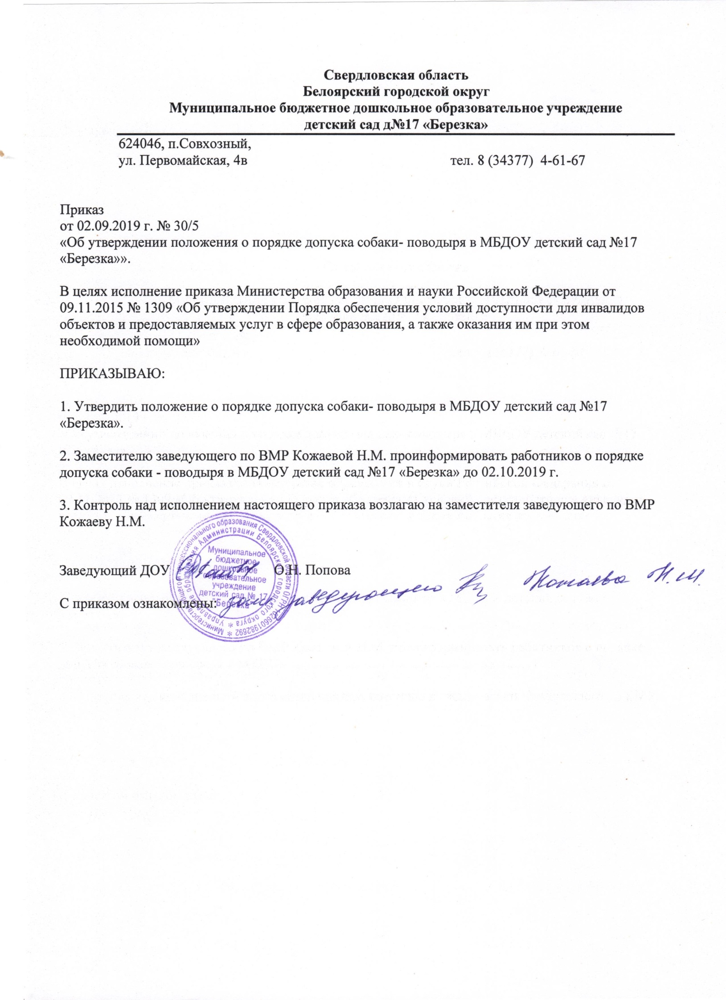 Свердловская область
Белоярский городской округ
Муниципальное бюджетное дошкольное образовательное учреждение
детский сад д№17 «Березка»
624046, п.Совхозный,
ул. Первомайская, 4в тел. 8 (34377) 4-61-67
Приказ
от 02.09.2019 г. № 30/5
«Об утверждении положения о порядке допуска собаки- поводыря в МБДОУ детский сад №17
«Березка»».
В целях исполнение приказа Министерства образования и науки Российской Федерации от
09.11.2015 № 1309 «Об утверждении Порядка обеспечения условий доступности для инвалидов
объектов и предоставляемых услуг в сфере образования, а также оказания им при этом
необходимой помощи»
ПРИКАЗЫВАЮ:
1. Утвердить положение о порядке допуска собаки- поводыря в МБДОУ детский сад №17
«Березка».
2. Заместителю заведующего по ВМР Кожаевой Н.М. проинформировать работников о порядке
допуска собаки - поводыря в МБДОУ детский сад №17 «Березка» до 02.10.2019 г.
3. Контроль над исполнением настоящего приказа возлагаю на заместителя заведующего по ВМР
Кожаеву Н.М.
Заведующий ДОУ О.Н. Попова
С приказом ознакомлены: зам. заведующего Кожаева Н.М.
Министерство общего и профессионального образования Свердловской области ОГРН 1026601982692
Управление образования Администрации Белоярского городского округа
Муниципальное
бюджетное
дошкольное
образовательное
учреждение
детский сад № 17
"Березка"